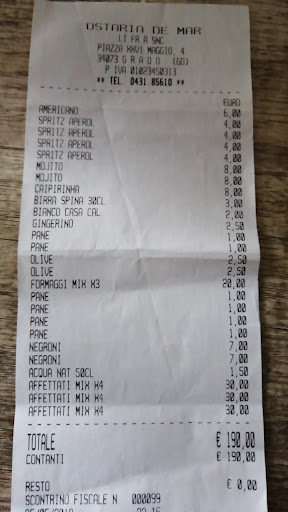 OSTARIA DE MAR
LI FRA SNC
PIAZZA XXVI MAGGIO, 4
34073 G R A D O (GO)
P IVA 01023450313
** TEL. 0431.85610 **
EURO
AMERICANO 6,00
SPRITZ APEROL 4,00
SPRITZ APEROL 4,00
SPRITZ APEROL 4,00
SPRITZ APEROL 4,00
MOJITO 8,00
MOJITO 8,00
CAIPIRINHA 8,00
BIRRA SPINA 30CL 3,00
BIANCO CASA CAL 2,00
GINGERINO 2,50
PANE 1,00
PANE 1,00
OLIVE 2,50
OLIVE 2,50
FORMAGGI MIX X3 20,00
PANE 1,00
PANE 1,00
PANE 1,00
PANE 1,00
NEGRONI 7,00
NEGRONI 7,00
ACQUA NAT 50CL 1,50
AFFETTATI MIX X4 30,00
AFFETTATI MIX X4 30,00
AFFETTATI MIX X4 30,00
TOTALE € 190,00
CONTANTI € 190,00
RESTO € 0,00
SCONTRINO FISCALE N 000099